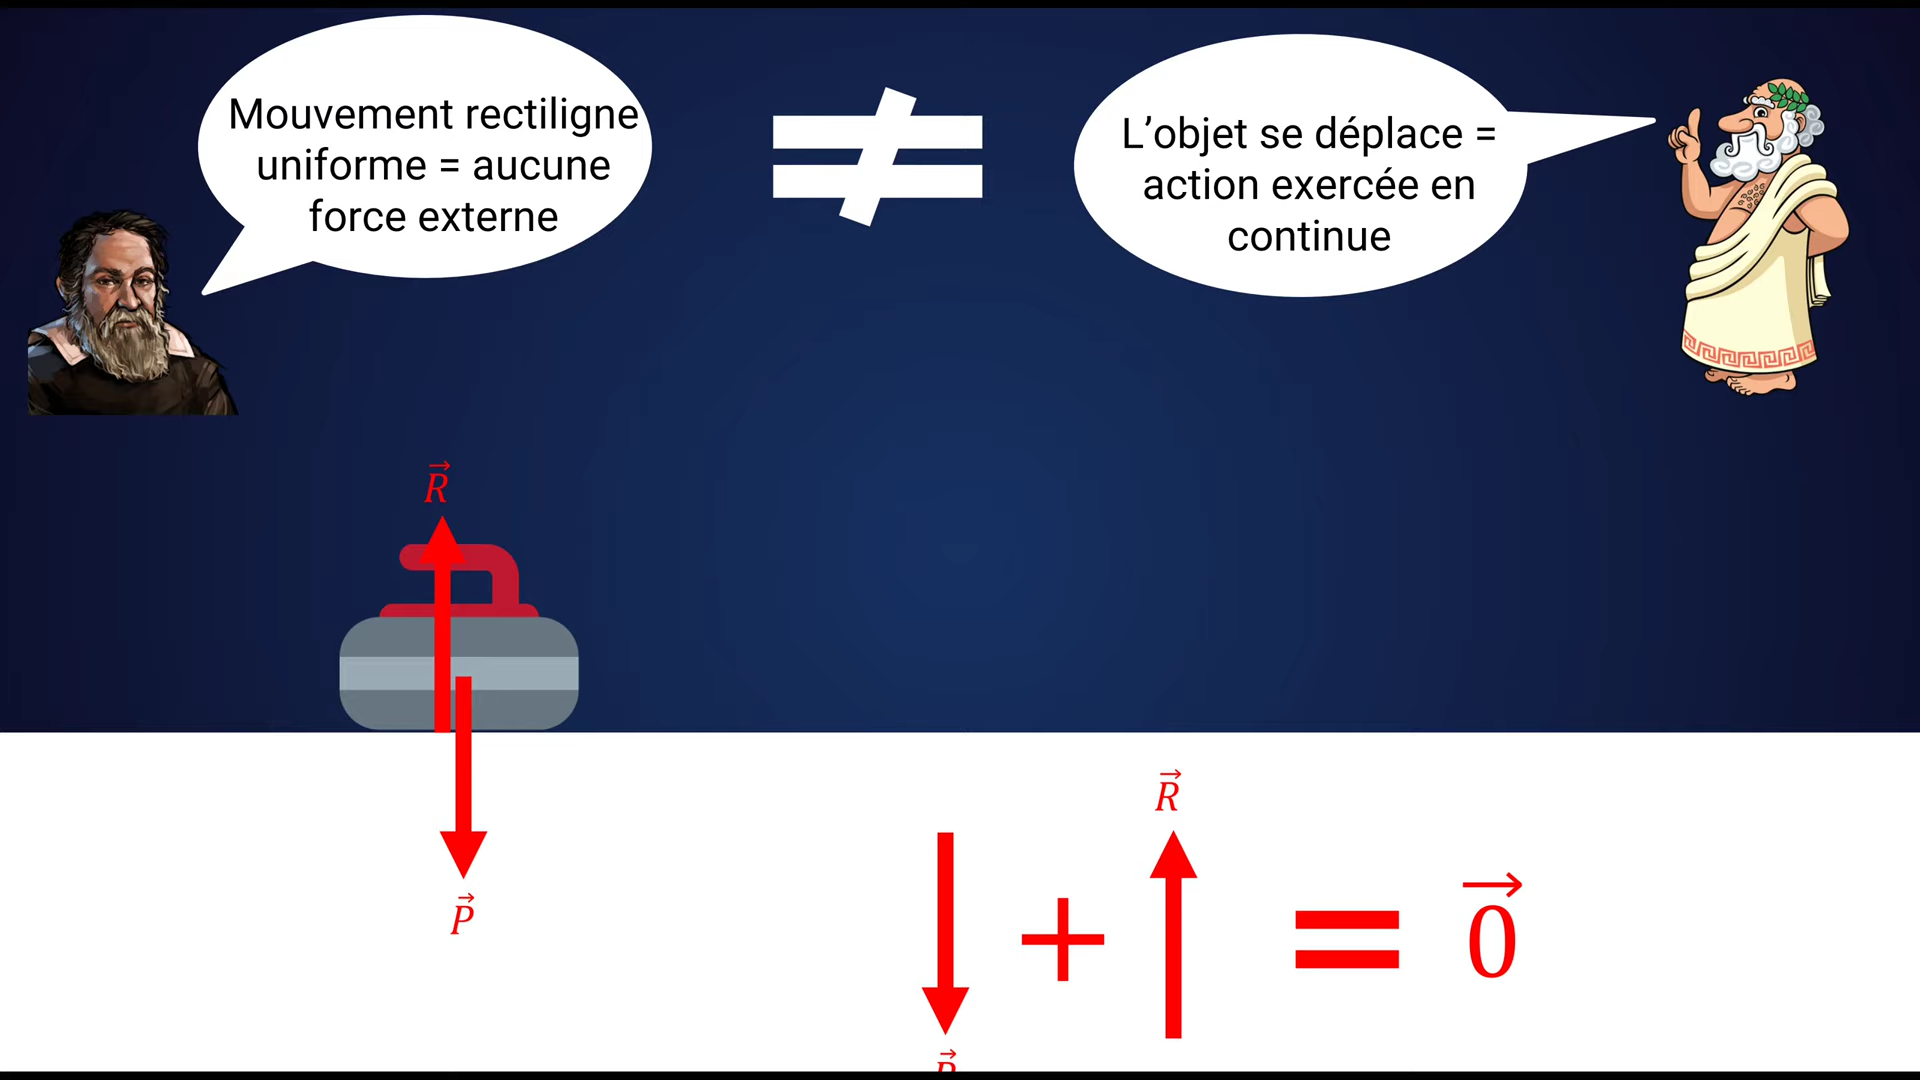 Mouvement rectiligne
uniforme = aucune
force externe
≠
L’objet se déplace =
action exercée en
continue
R⃗
P⃗
R⃗
+ = 0⃗